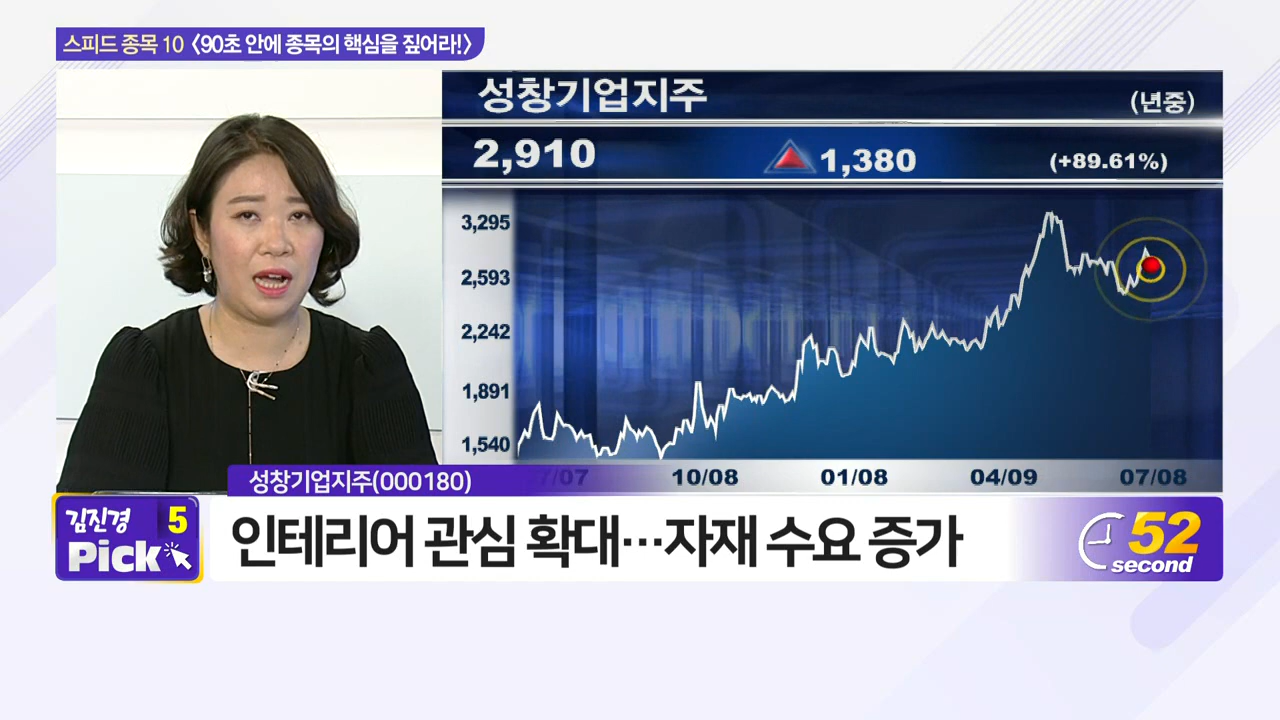 스피드 종목 10 <90초 안에 종목의 핵심을 짚어라!>
성창기업지주
(년중)
2,910 1,380 (+89.61%)
3,295
2,593
2,242
1,891
1,540
7/07 10/08 01/08 04/09 07/08
성창기업지주(000180)
김진경 5
Pick
인테리어 관심 확대…자재 수요 증가
52
second